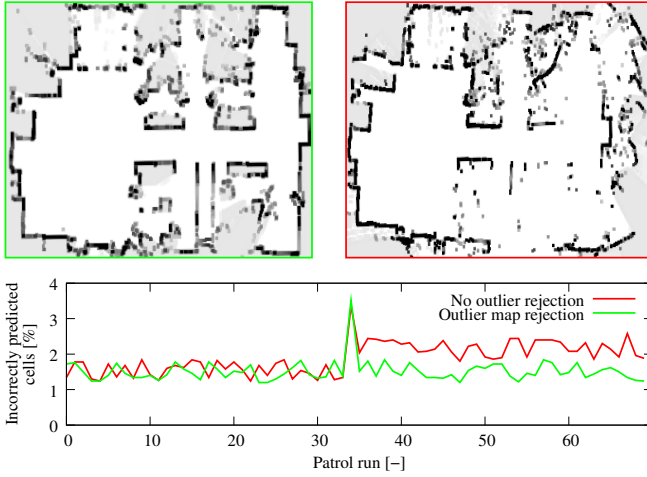 4
3
2
1
0
Incorrectly predicted
cells [%]
No outlier rejection
Outlier map rejection
0 10 20 30 40 50 60
Patrol run [−]